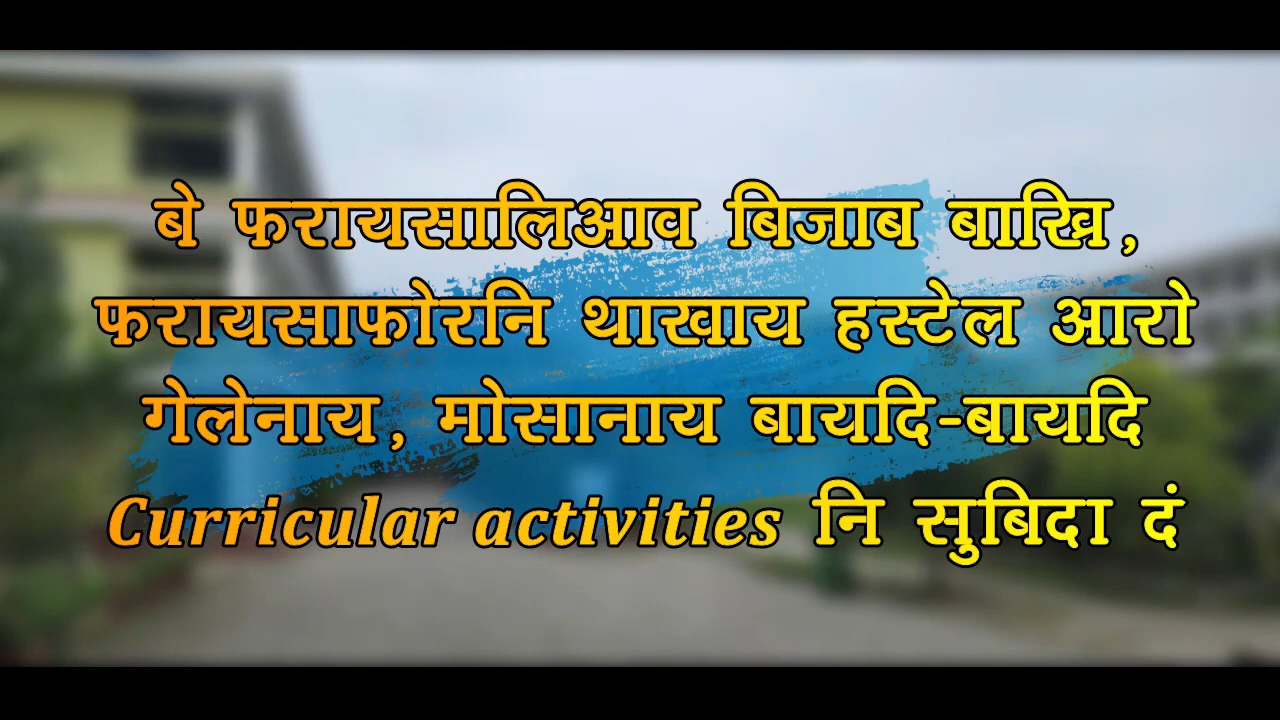 बे फरायसालिआव बिजाब बाख्रि,
फरायसाफोरनि थाखाय हस्टेल आरो
गेलेनाय, मोसानाय बायदि-बायदि
Curricular activities नि सुबिदा दं